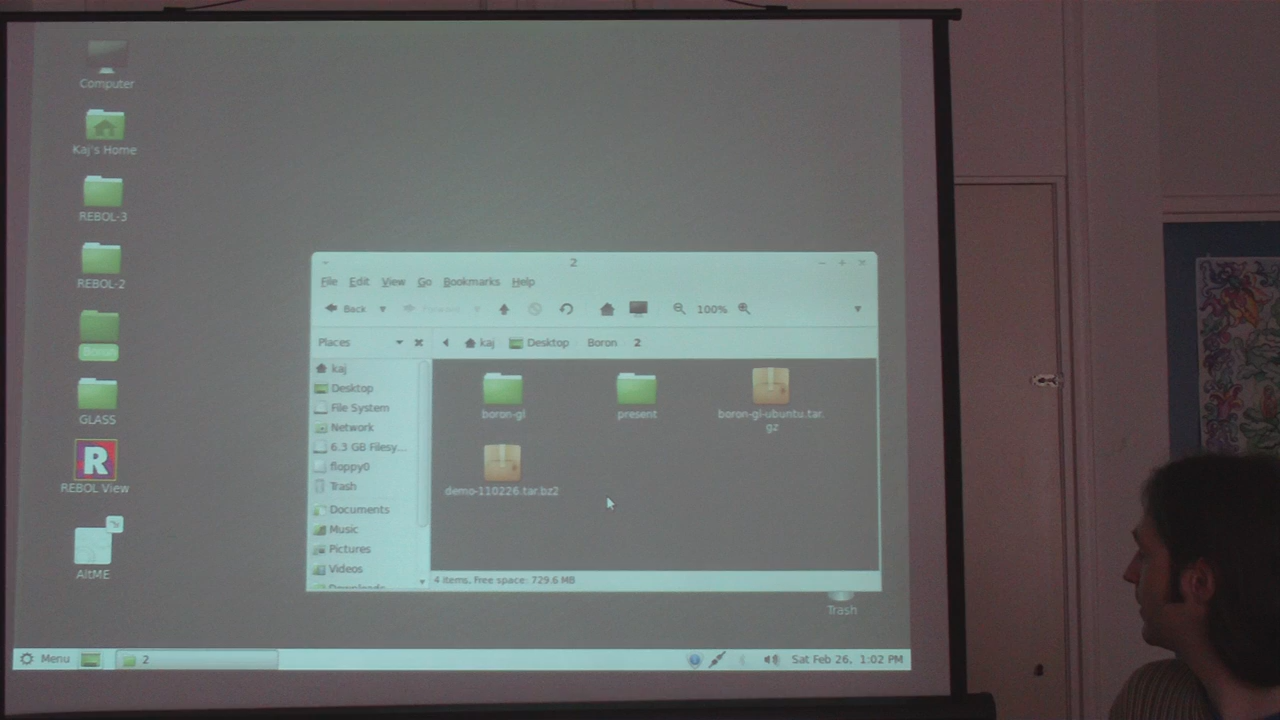 Computer
Kaj's Home
REBOL-3
REBOL-2
Boron
GLASS
R
REBOL View
AltME
2
File Edit View Go Bookmarks Help
Back Forward 100%
Places kaj Desktop Boron 2
kaj
Desktop
File System
Network
6.3 GB Filesy...
floppy0
Trash
Documents
Music
Pictures
Videos
Downloads
boron-gl
present
boron-gl-ubuntu.tar.
gz
demo-110226.tar.bz2
4 items, Free space: 729.6 MB
Trash
Menu 2 Sat Feb 26, 1:02 PM